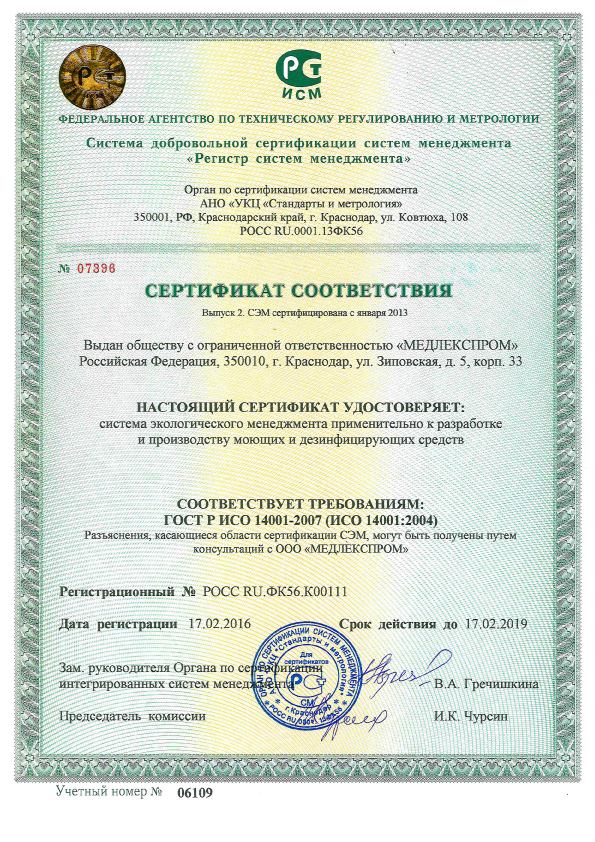 РСТ
РСТ
ИСМ
ФЕДЕРАЛЬНОЕ АГЕНТСТВО ПО ТЕХНИЧЕСКОМУ РЕГУЛИРОВАНИЮ И МЕТРОЛОГИИ
Система добровольной сертификации систем менеджмента
«Регистр систем менеджмента»
Орган по сертификации систем менеджмента
АНО «УКЦ «Стандарты и метрология»
350001, РФ, Краснодарский край, г. Краснодар, ул. Ковтюха, 108
РОСС RU.0001.13ФК56
№ 07396
СЕРТИФИКАТ СООТВЕТСТВИЯ
Выпуск 2. СЭМ сертифицирована с января 2013
Выдан обществу с ограниченной ответственностью «МЕДЛЕКСПРОМ»
Российская Федерация, 350010, г. Краснодар, ул. Зиповская, д. 5, корп. 33
НАСТОЯЩИЙ СЕРТИФИКАТ УДОСТОВЕРЯЕТ:
система экологического менеджмента применительно к разработке
и производству моющих и дезинфицирующих средств
СООТВЕТСТВУЕТ ТРЕБОВАНИЯМ:
ГОСТ Р ИСО 14001-2007 (ИСО 14001:2004)
Разъяснения, касающиеся области сертификации СЭМ, могут быть получены путем
консультаций с ООО «МЕДЛЕКСПРОМ»
Регистрационный № РОСС RU.ФК56.К00111
Дата регистрации 17.02.2016 Срок действия до 17.02.2019
Зам. руководителя Органа по сертификации
интегрированных систем менеджмента В.А. Гречишкина
Председатель комиссии И.К. Чурсин
ОРГАН ПО СЕРТИФИКАЦИИ СИСТЕМ МЕНЕДЖМЕНТА
АНО "УКЦ "Стандарты и метрология"
Для
сертификатов
РСТ
СМ
г. Краснодар
Учетный номер № 06109